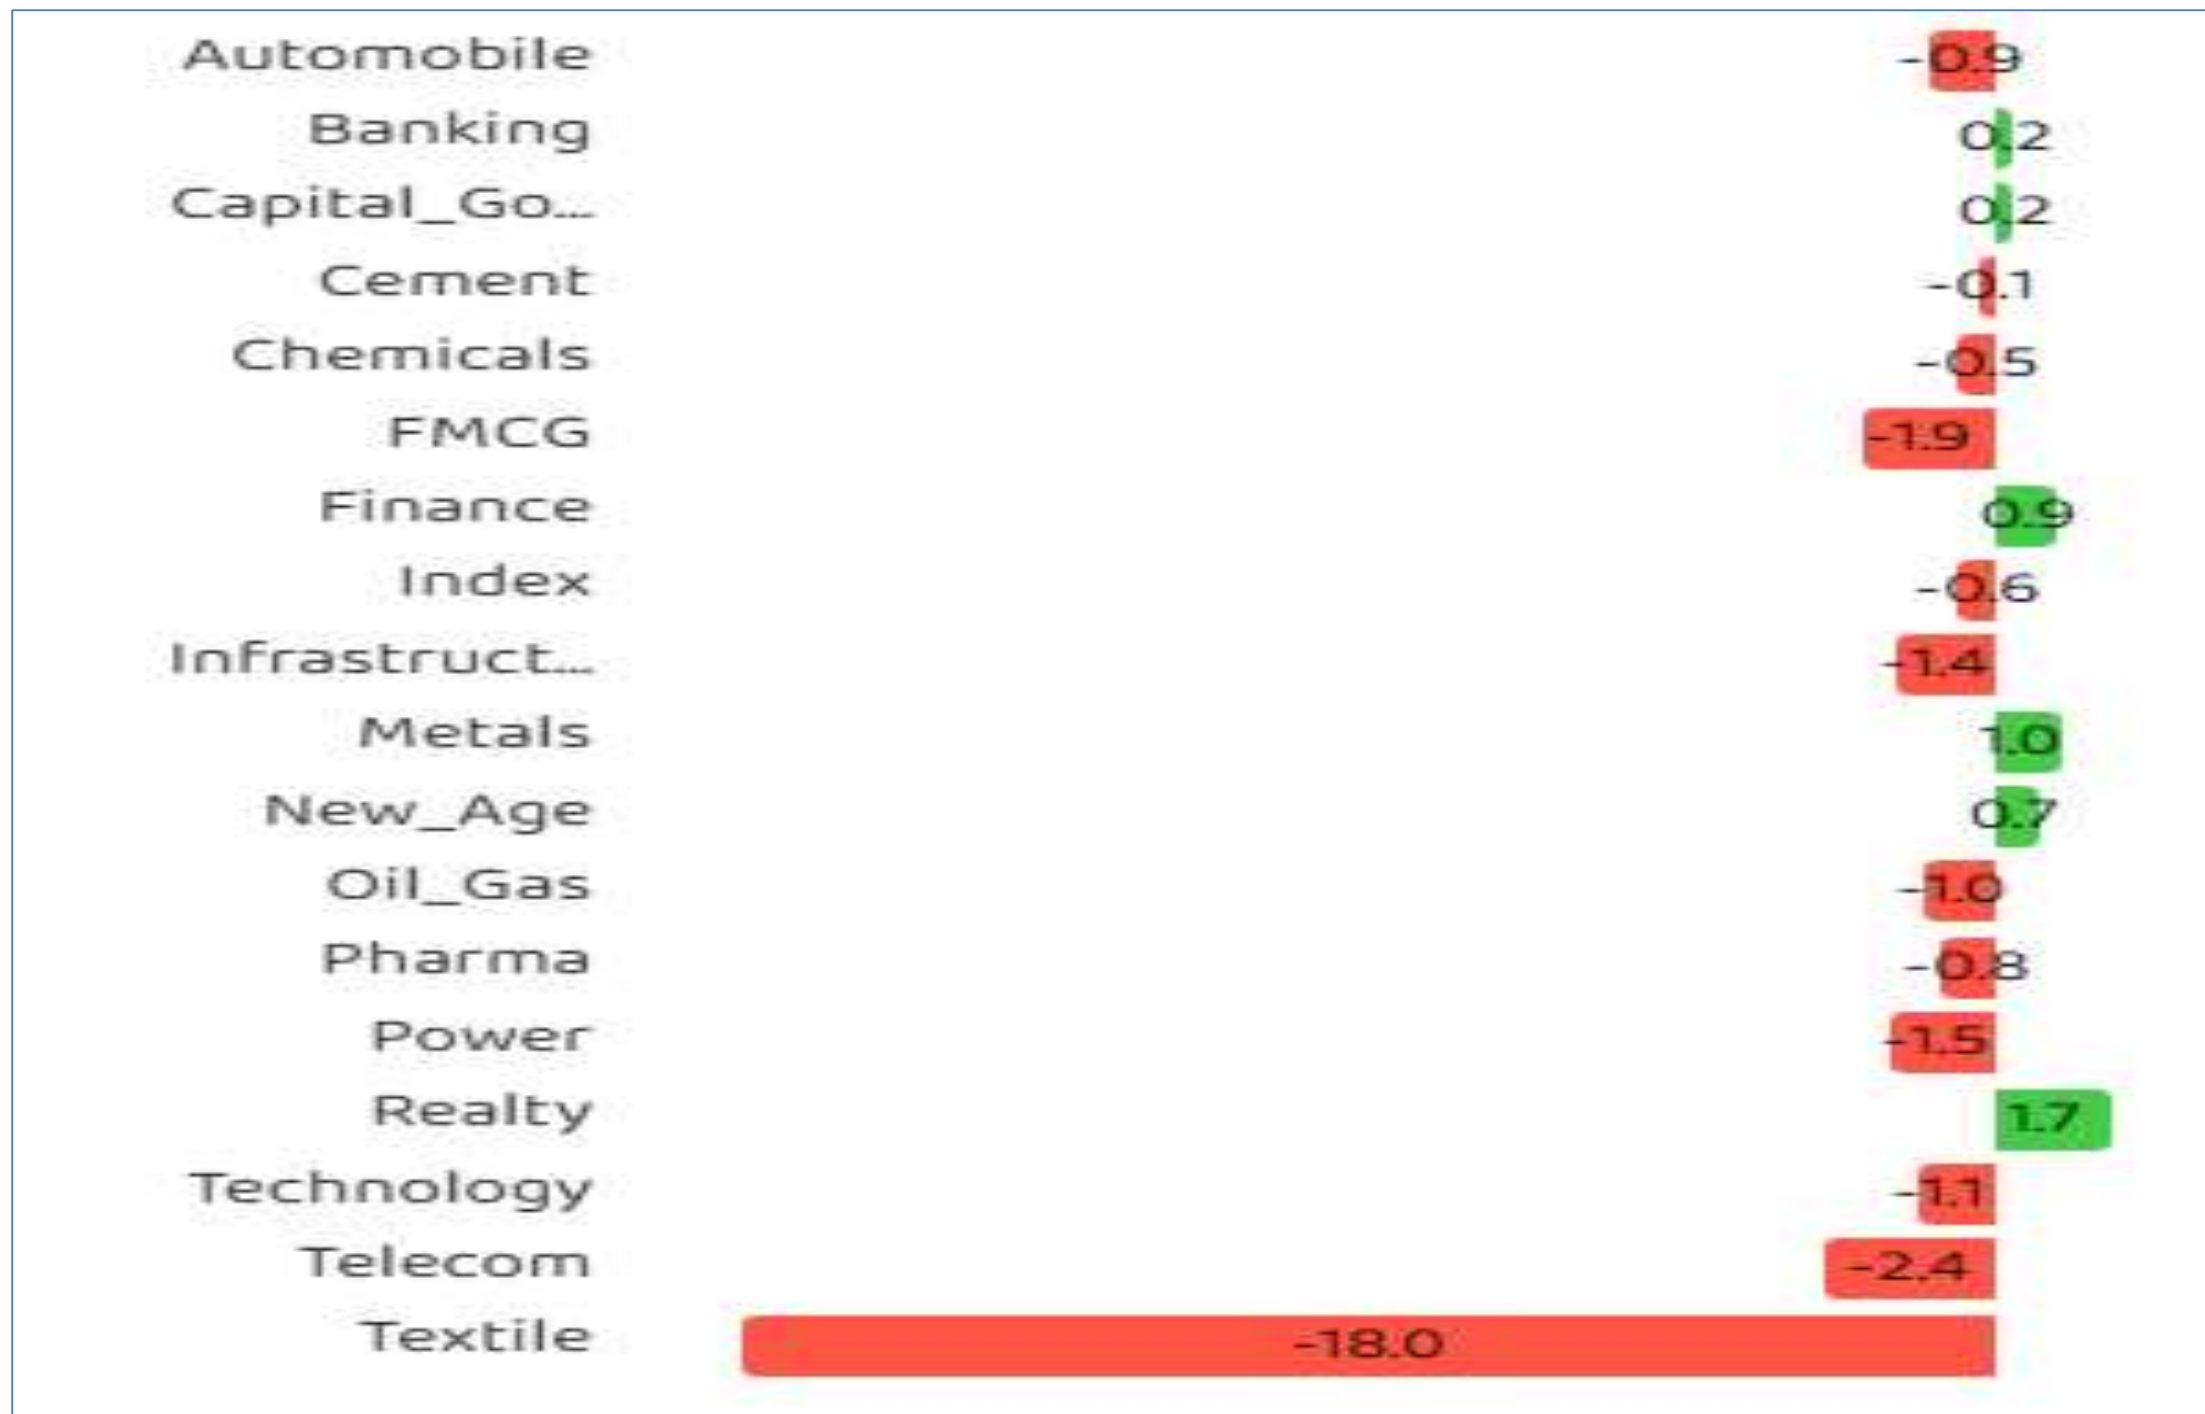 Automobile -0.9
Banking 0.2
Capital_Go... 0.2
Cement -0.1
Chemicals -0.5
FMCG -1.9
Finance 0.9
Index -0.6
Infrastruct... -1.4
Metals 1.0
New_Age 0.7
Oil_Gas -1.0
Pharma -0.8
Power -1.5
Realty 1.7
Technology -1.1
Telecom -2.4
Textile -18.0